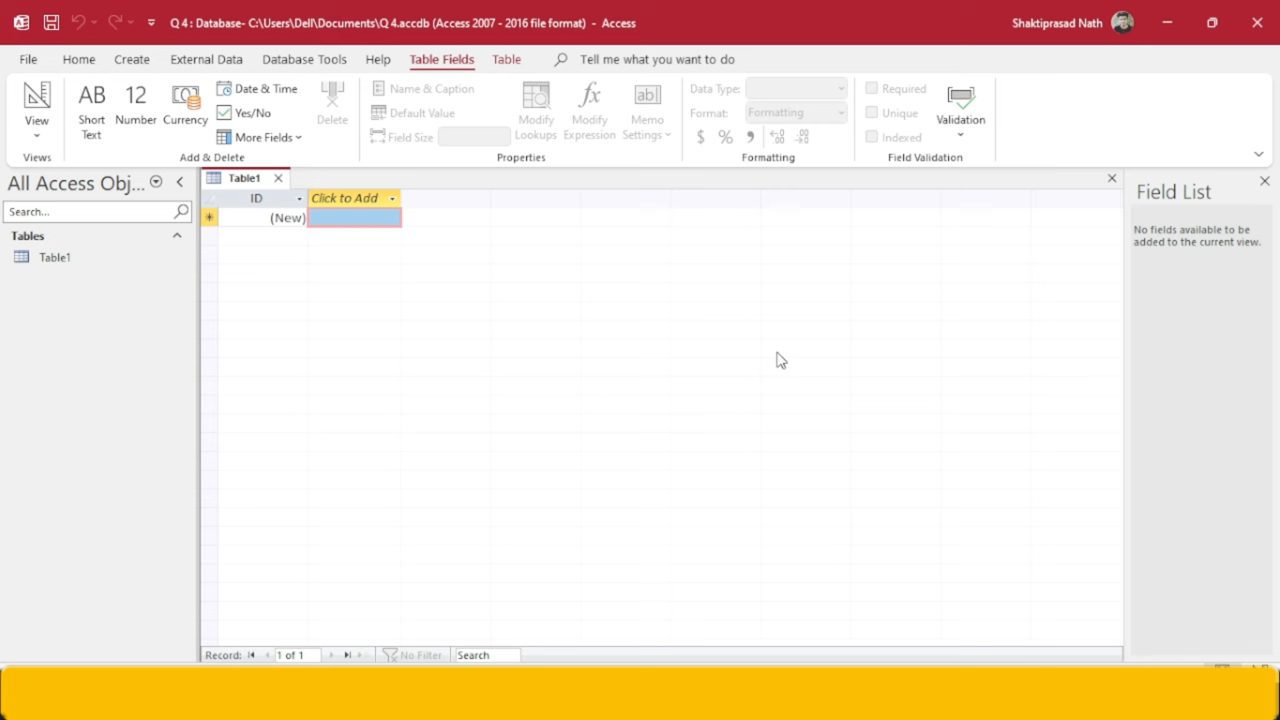 Q 4 : Database- C:\Users\Dell\Documents\Q 4.accdb (Access 2007 - 2016 file format) - Access
Shaktiprasad Nath
File Home Create External Data Database Tools Help Table Fields Table Tell me what you want to do
View
Views
AB
Short
Text
12
Number
Currency
Date & Time
Yes/No
More Fields
Delete
Add & Delete
Name & Caption
Default Value
Field Size
Modify
Lookups
fx
Modify
Expression
ab
Memo
Settings
Properties
Data Type:
Format: Formatting
$ % ,
Formatting
Required
Unique
Indexed
Validation
Field Validation
All Access Obj...
Search...
Tables
Table1
Table1
ID Click to Add
(New)
Field List
No fields available to be
added to the current view.
Record: 1 of 1 No Filter Search